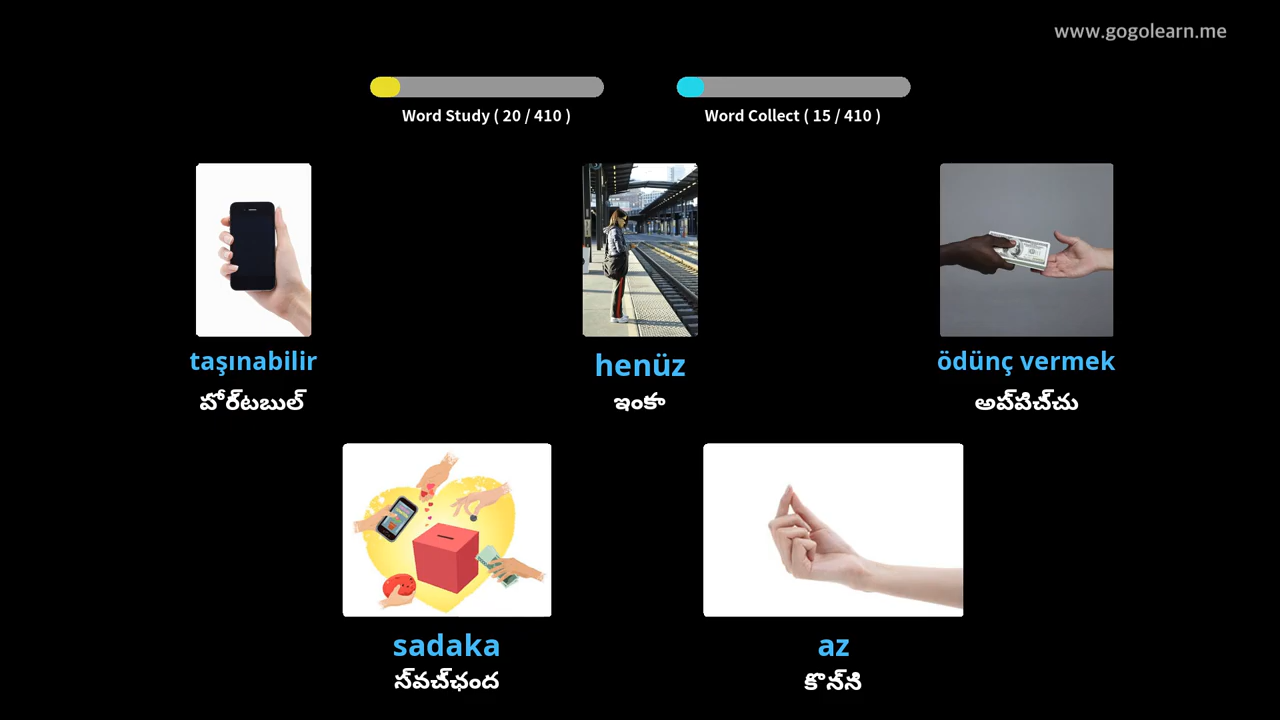 www.gogolearn.me
Word Study ( 20 / 410 )
Word Collect ( 15 / 410 )
taşınabilir
పోర్టబుల్
henüz
ఇంకా
ödünç vermek
అప్పిచ్చు
sadaka
స్వచ్ఛంద
az
కొన్ని